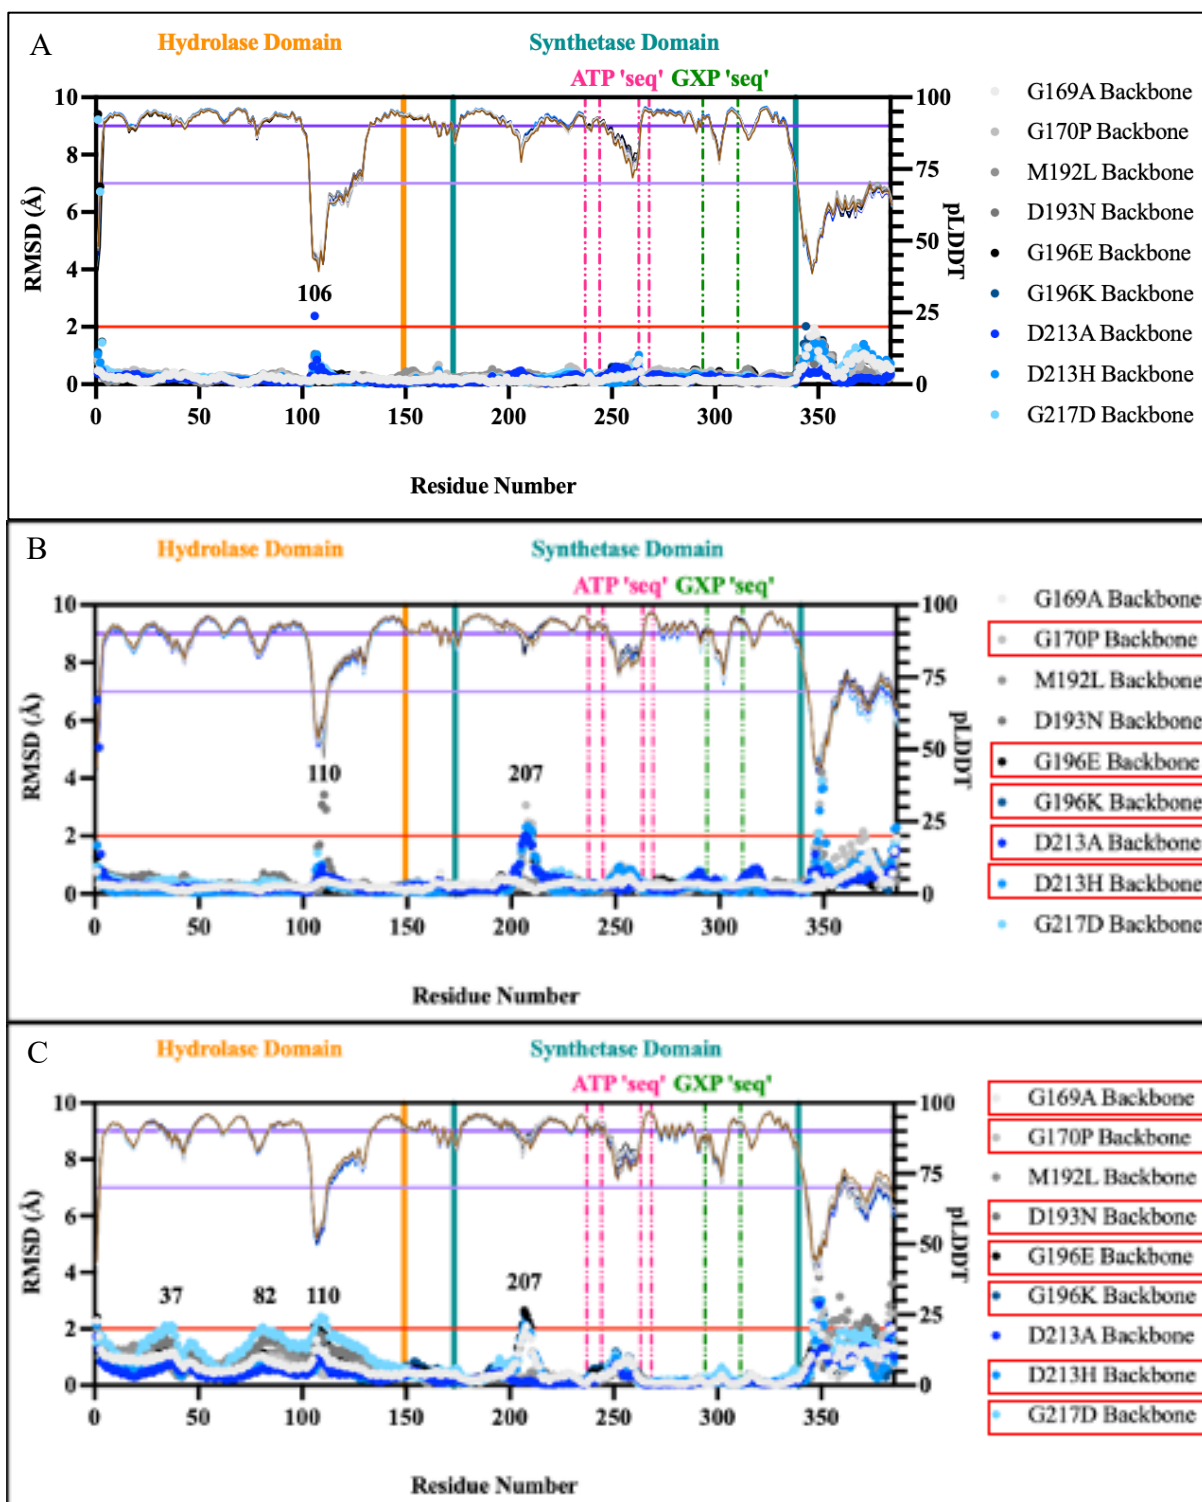 A
Hydrolase Domain
Synthetase Domain
ATP 'seq'
GXP 'seq'
10
8
6
4
2
0
RMSD (Å)
106
100
75
50
25
0
pLDDT
0
50
100
150
200
250
300
350
Residue Number
G169A Backbone
G170P Backbone
M192L Backbone
D193N Backbone
G196E Backbone
G196K Backbone
D213A Backbone
D213H Backbone
G217D Backbone
B
Hydrolase Domain
Synthetase Domain
ATP 'seq'
GXP 'seq'
10
8
6
4
2
0
RMSD (Å)
110
207
100
75
50
25
0
pLDDT
0
50
100
150
200
250
300
350
Residue Number
G169A Backbone
G170P Backbone
M192L Backbone
D193N Backbone
G196E Backbone
G196K Backbone
D213A Backbone
D213H Backbone
G217D Backbone
C
Hydrolase Domain
Synthetase Domain
ATP 'seq'
GXP 'seq'
10
8
6
4
2
0
RMSD (Å)
37
82
110
207
100
75
50
25
0
pLDDT
0
50
100
150
200
250
300
350
Residue Number
G169A Backbone
G170P Backbone
M192L Backbone
D193N Backbone
G196E Backbone
G196K Backbone
D213A Backbone
D213H Backbone
G217D Backbone